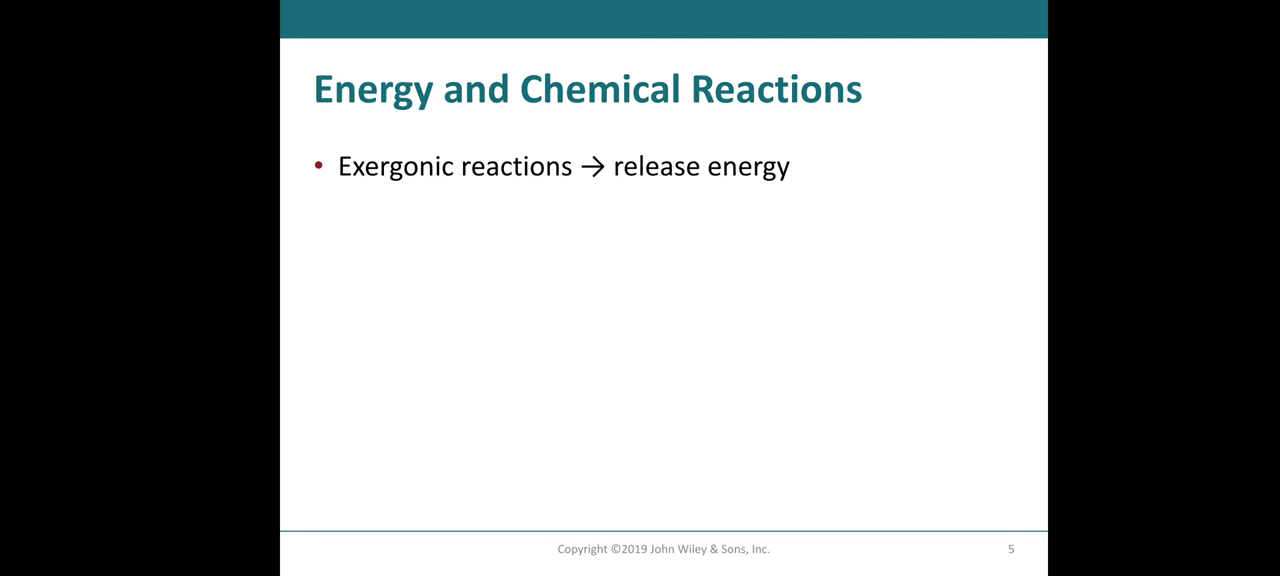 Energy and Chemical Reactions
• Exergonic reactions → release energy
Copyright ©2019 John Wiley & Sons, Inc.
5